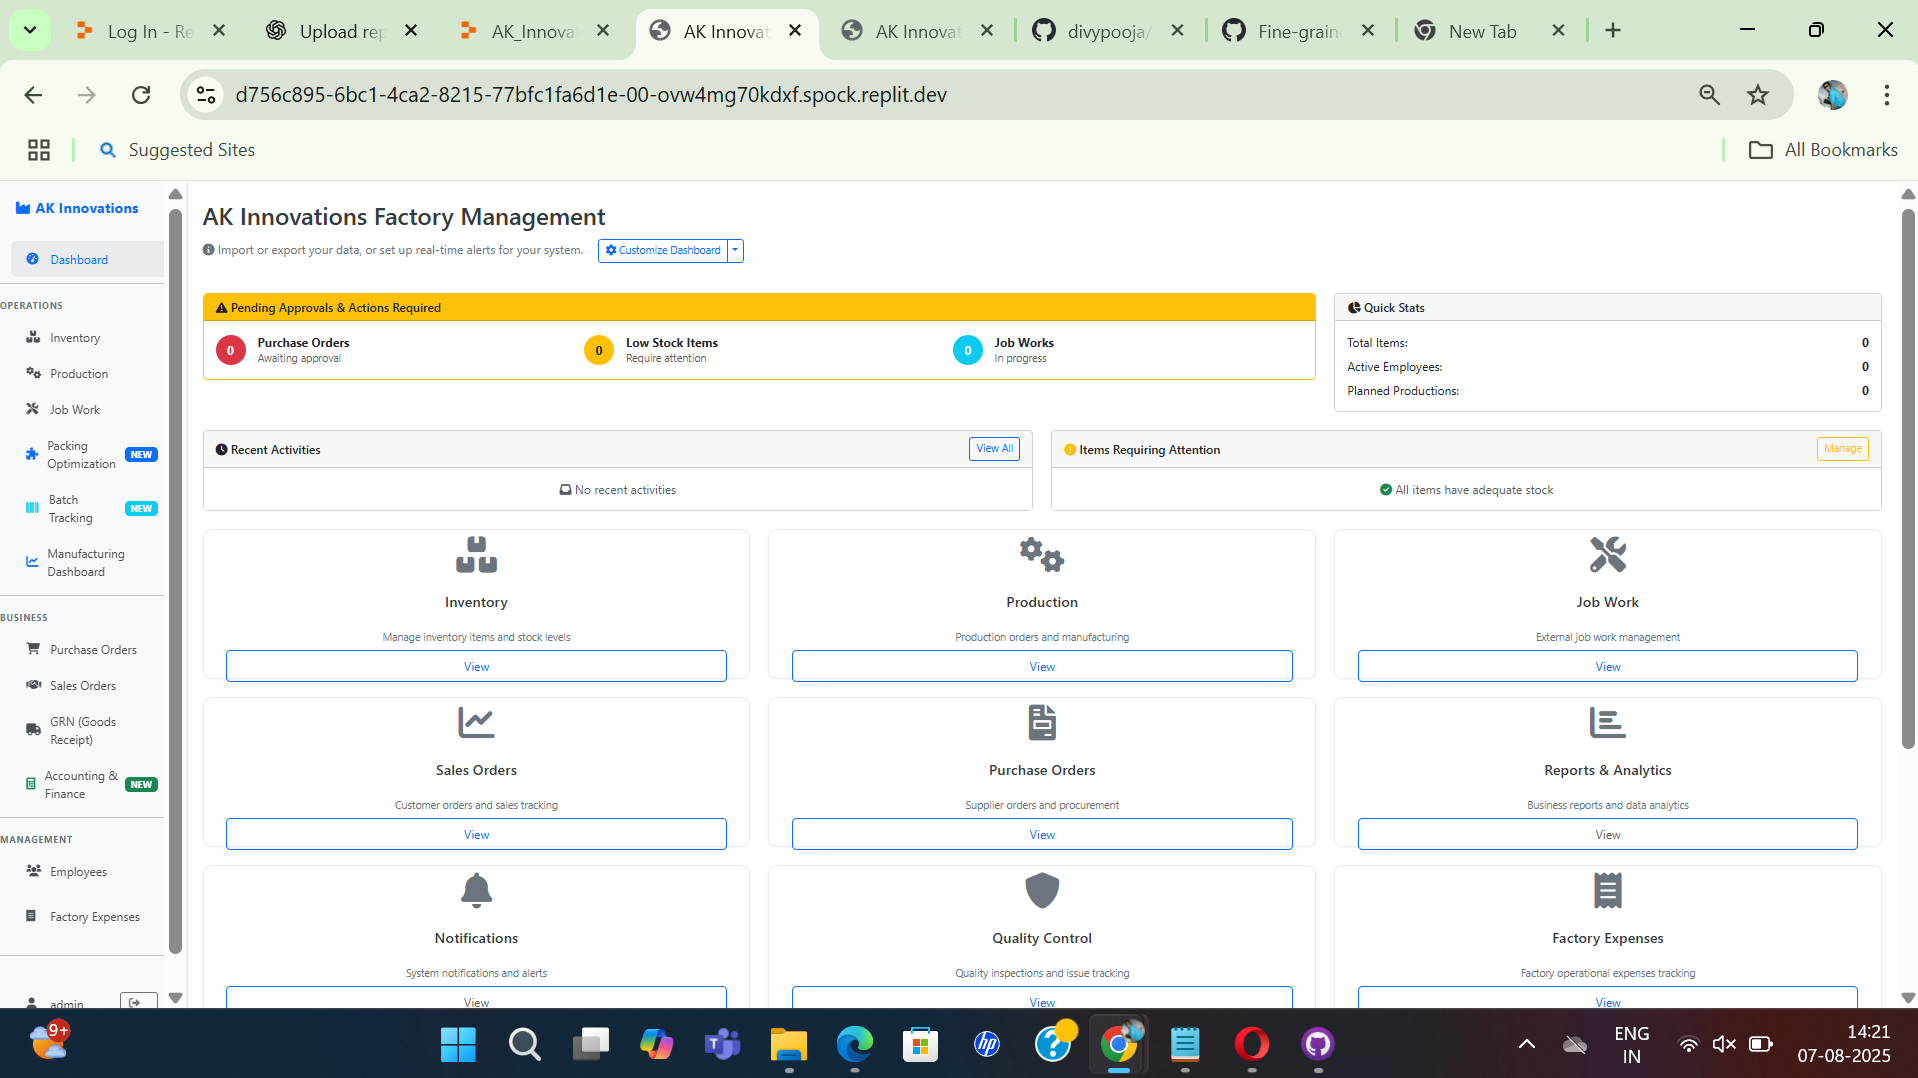 Log In - Re
Upload rep
AK_Innova
AK Innovat
AK Innovat
divypooja/
Fine-grain
New Tab
d756c895-6bc1-4ca2-8215-77bfc1fa6d1e-00-ovw4mg70kdxf.spock.replit.dev
Suggested Sites
All Bookmarks
AK Innovations
Dashboard
OPERATIONS
Inventory
Production
Job Work
Packing
Optimization NEW
Batch
Tracking NEW
Manufacturing
Dashboard
BUSINESS
Purchase Orders
Sales Orders
GRN (Goods
Receipt)
Accounting &
Finance NEW
MANAGEMENT
Employees
Factory Expenses
admin
AK Innovations Factory Management
Import or export your data, or set up real-time alerts for your system.
Customize Dashboard
Pending Approvals & Actions Required
0 Purchase Orders
Awaiting approval
0 Low Stock Items
Require attention
0 Job Works
In progress
Quick Stats
Total Items: 0
Active Employees: 0
Planned Productions: 0
Recent Activities
View All
No recent activities
Items Requiring Attention
Manage
All items have adequate stock
Inventory
Manage inventory items and stock levels
View
Production
Production orders and manufacturing
View
Job Work
External job work management
View
Sales Orders
Customer orders and sales tracking
View
Purchase Orders
Supplier orders and procurement
View
Reports & Analytics
Business reports and data analytics
View
Notifications
System notifications and alerts
View
Quality Control
Quality inspections and issue tracking
View
Factory Expenses
Factory operational expenses tracking
View
9+
hp
ENG
IN
14:21
07-08-2025